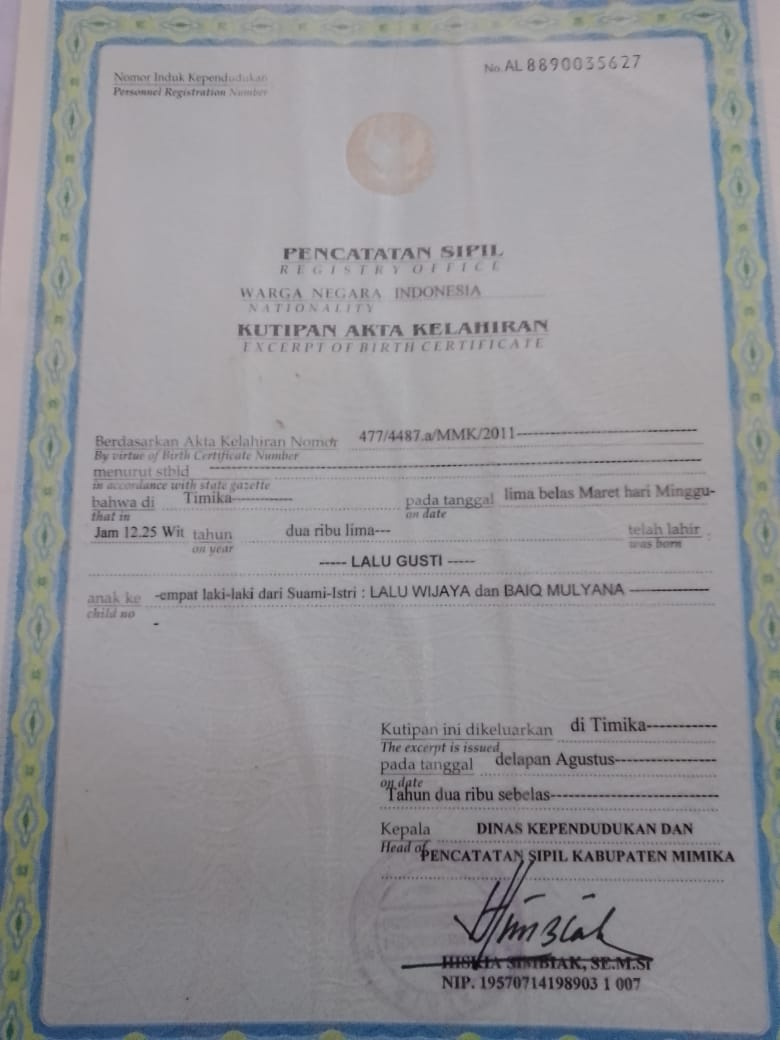 Nomor Induk Kependudukan
Personnel Registration Number
No. AL 8890035627
PENCATATAN SIPIL
REGISTRY OFFICE
WARGA NEGARA INDONESIA
NATIONALITY
KUTIPAN AKTA KELAHIRAN
EXCERPT OF BIRTH CERTIFICATE
Berdasarkan Akta Kelahiran Nomor 477/4487.a/MMK/2011
By virtue of Birth Certificate Number
menurut stbld
in accordance with state gazette
bahwa di Timika pada tanggal lima belas Maret hari Minggu-
that in on date
Jam 12.25 Wit tahun dua ribu lima--- telah lahir :
on year was born
----- LALU GUSTI -----
anak ke -empat laki-laki dari Suami-Istri : LALU WIJAYA dan BAIQ MULYANA
child no
Kutipan ini dikeluarkan di Timika
The excerpt is issued
pada tanggal delapan Agustus
on date
Tahun dua ribu sebelas
Kepala DINAS KEPENDUDUKAN DAN
Head of PENCATATAN SIPIL KABUPATEN MIMIKA
HISKIA SIMBIAK, SE.M.SI
NIP. 19570714198903 1 007